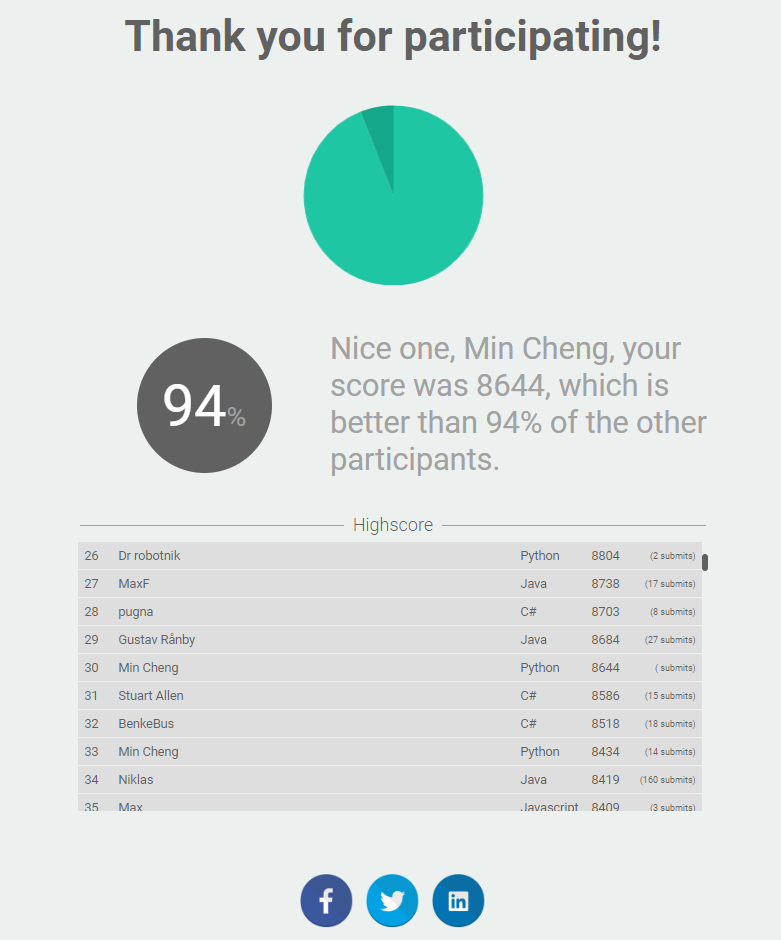 Thank you for participating!
94%
Nice one, Min Cheng, your
score was 8644, which is
better than 94% of the other
participants.
Highscore
26 Dr robotnik Python 8804 (2 submits)
27 MaxF Java 8738 (17 submits)
28 pugna C# 8703 (8 submits)
29 Gustav Rånby Java 8684 (27 submits)
30 Min Cheng Python 8644 ( submits)
31 Stuart Allen C# 8586 (15 submits)
32 BenkeBus C# 8518 (18 submits)
33 Min Cheng Python 8434 (14 submits)
34 Niklas Java 8419 (160 submits)
35 Max Javascript 8409 (3 submits)
f
in